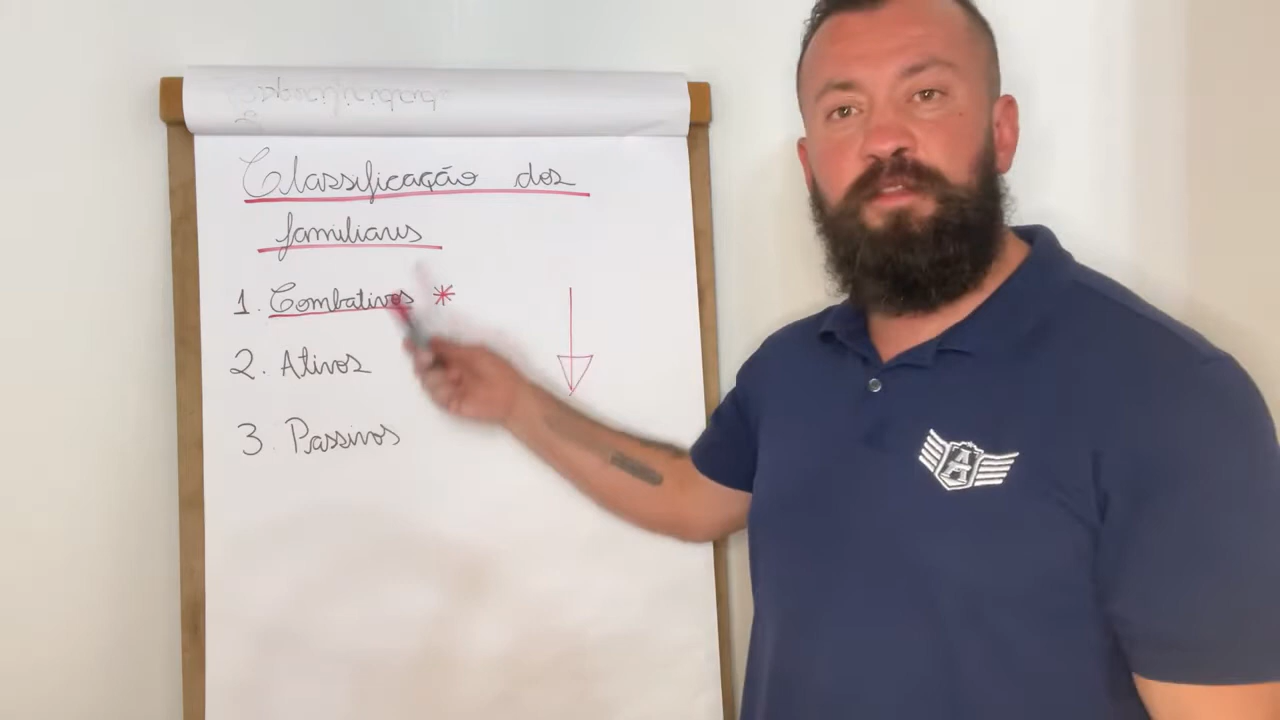 Classificação dos
familiares
1. Combativos *
2. Ativos
3. Passivos